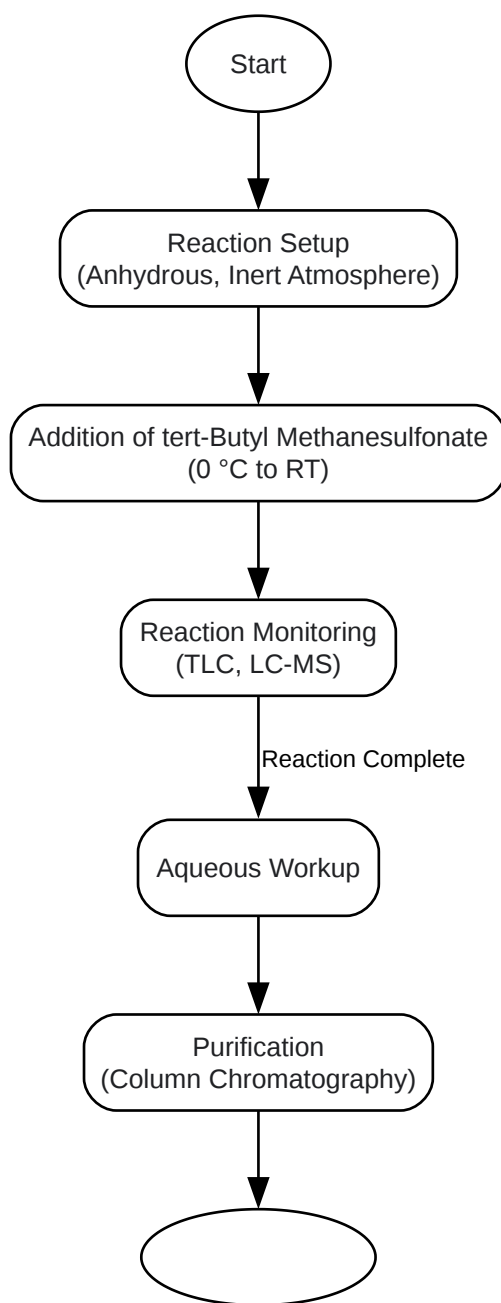 Start
Reaction Setup
(Anhydrous, Inert Atmosphere)
Addition of tert-Butyl Methanesulfonate
(0 °C to RT)
Reaction Monitoring
(TLC, LC-MS)
Reaction Complete
Aqueous Workup
Purification
(Column Chromatography)